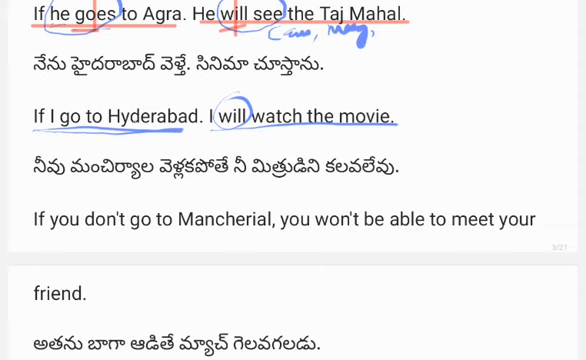 If he goes to Agra. He will see the Taj Mahal.
Can, may,
నేను హైదరాబాద్ వెళ్తే. సినిమా చూస్తాను.
If I go to Hyderabad. I will watch the movie.
నీవు మంచిర్యాల వెళ్లకపోతే నీ మిత్రుడిని కలవలేవు.
If you don't go to Mancherial, you won't be able to meet your
3/21
friend.
అతను బాగా ఆడితే మ్యాచ్ గెలవగలడు.